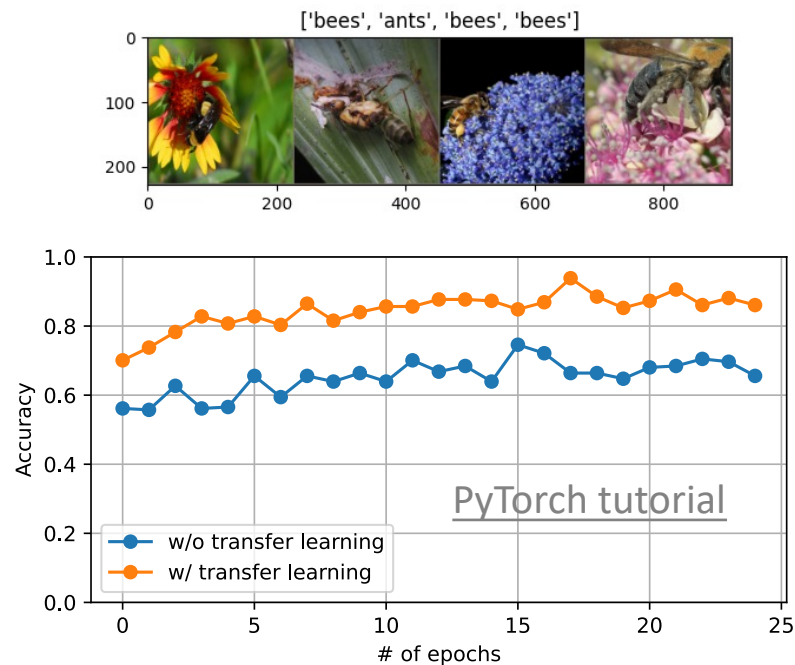 ['bees', 'ants', 'bees', 'bees']
0
100
200
0 200 400 600 800
1.0
0.8
0.6
0.4
0.2
0.0
Accuracy
PyTorch tutorial
w/o transfer learning
w/ transfer learning
0 5 10 15 20 25
# of epochs